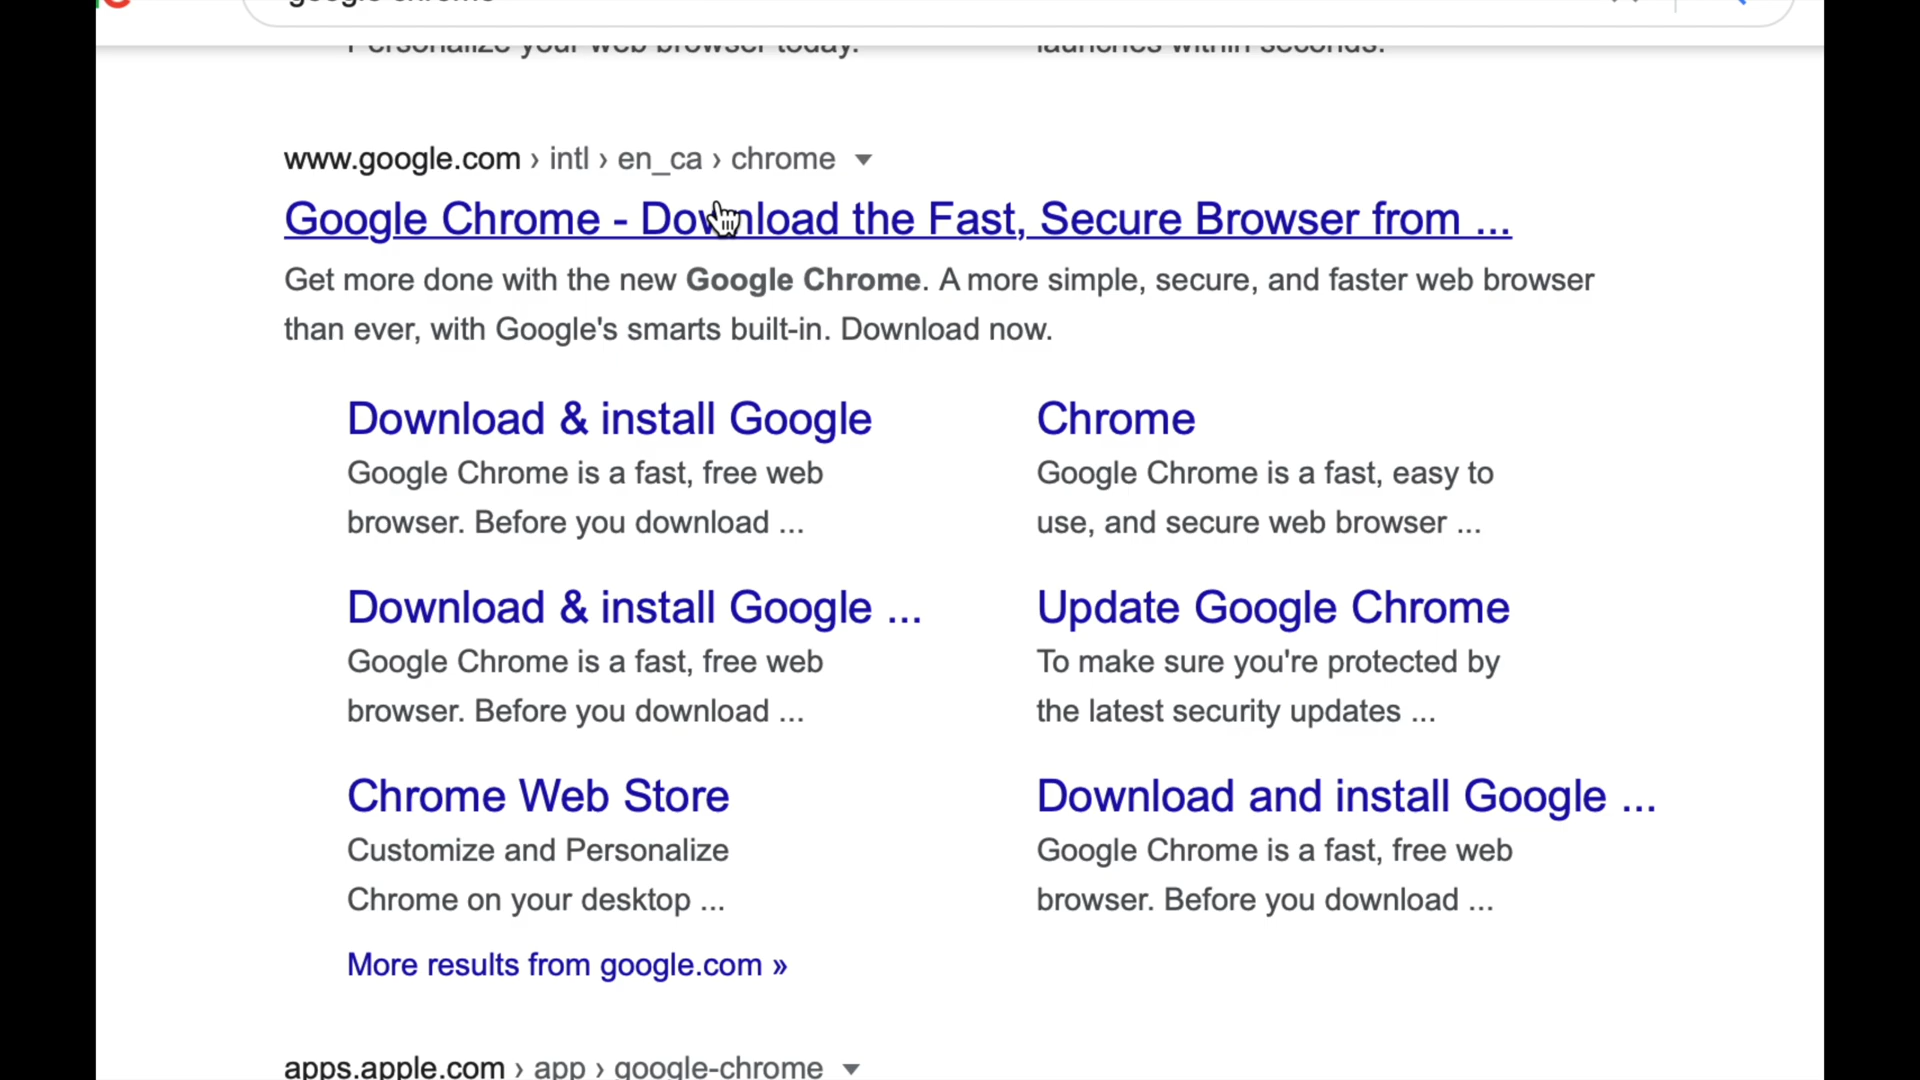 google chrome
Personalize your web browser today.
launches within seconds.
www.google.com › intl › en_ca › chrome
Google Chrome - Download the Fast, Secure Browser from ...
Get more done with the new Google Chrome. A more simple, secure, and faster web browser
than ever, with Google's smarts built-in. Download now.
Download & install Google
Google Chrome is a fast, free web
browser. Before you download ...
Chrome
Google Chrome is a fast, easy to
use, and secure web browser ...
Download & install Google ...
Google Chrome is a fast, free web
browser. Before you download ...
Update Google Chrome
To make sure you're protected by
the latest security updates ...
Chrome Web Store
Customize and Personalize
Chrome on your desktop ...
Download and install Google ...
Google Chrome is a fast, free web
browser. Before you download ...
More results from google.com »
apps.apple.com › app › google-chrome